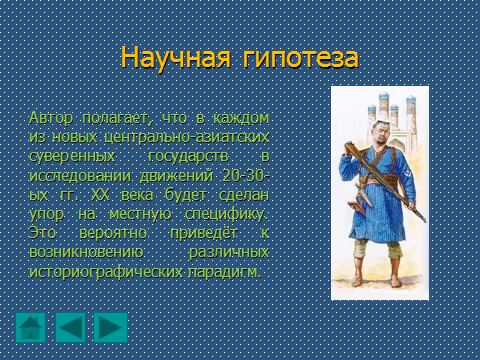 Научная гипотеза
Автор полагает, что в каждом
из новых центрально-азиатских
суверенных государств в
исследовании движений 20-30-
ых гг. XX века будет сделан
упор на местную специфику.
Это вероятно приведёт к
возникновению различных
историографических парадигм.